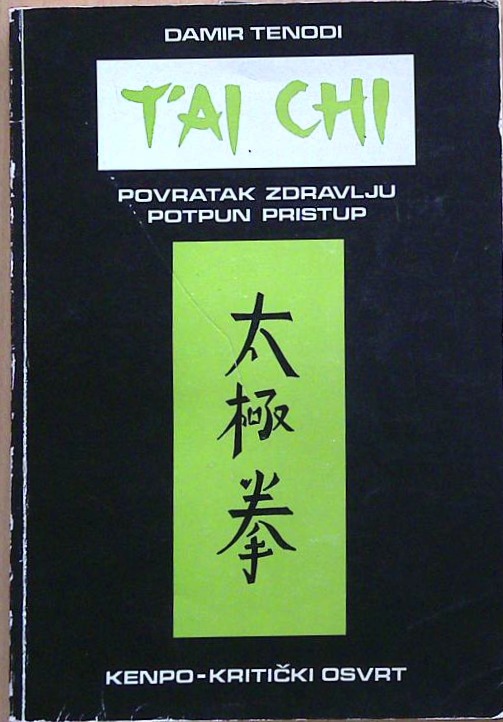 DAMIR TENODI
T'AI CHI
POVRATAK ZDRAVLJU
POTPUN PRISTUP
太
極
拳
KENPO-KRITIČKI OSVRT